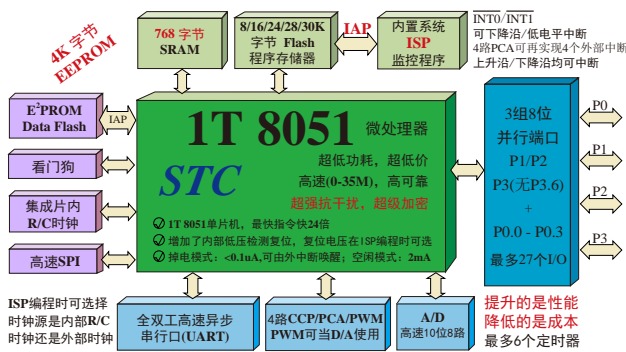 4K 字节
EEPROM
768 字节
SRAM
8/16/24/28/30K
字节 Flash
程序存储器
IAP
内置系统
ISP
监控程序
INT0/INT1
可下降沿/低电平中断
4路PCA可再实现4个外部中断
上升沿/下降沿均可中断
E²PROM
Data Flash
IAP
看门狗
集成片内
R/C时钟
高速SPI
1T 8051 微处理器
STC
超低功耗，超低价
高速(0-35M)，高可靠
超强抗干扰，超级加密
1T 8051单片机，最快指令快24倍
增加了内部低压检测复位，复位电压在ISP编程时可选
掉电模式：<0.1uA,可由外中断唤醒；空闲模式：2mA
3组8位
并行端口
P1/P2
P3(无P3.6)
+
P0.0 - P0.3
最多27个I/O
P0
P1
P2
P3
ISP编程时可选择
时钟源是内部R/C
时钟还是外部时钟
全双工高速异步
串行口(UART)
4路CCP/PCA/PWM
PWM可当D/A使用
A/D
高速10位8路
提升的是性能
降低的是成本
最多6个定时器